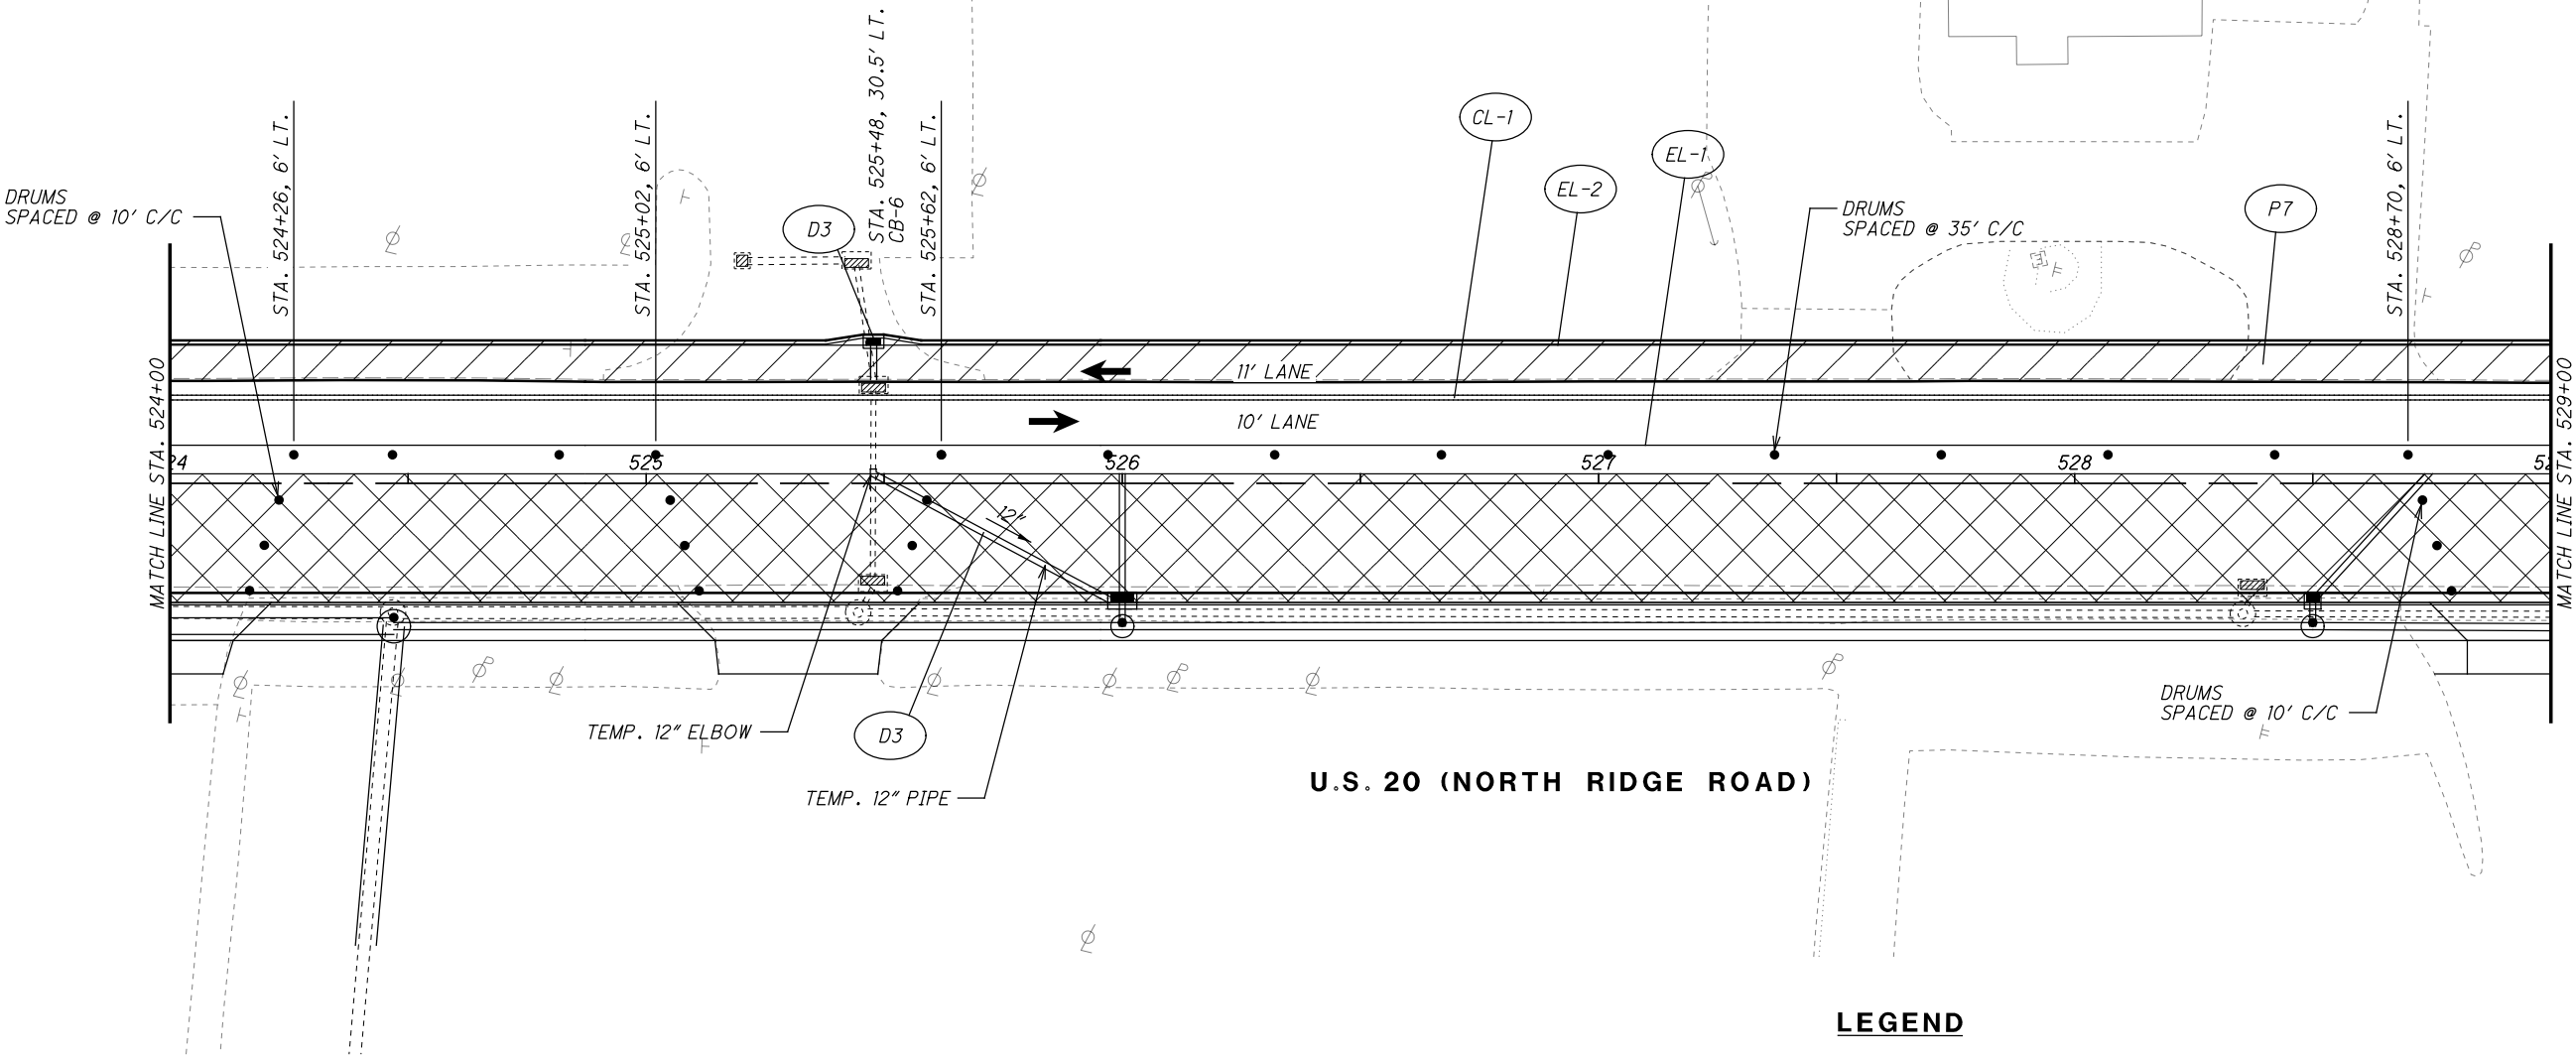 DRUMS
SPACED @ 10' C/C
STA. 524+26, 6' LT.
STA. 525+02, 6' LT.
D3
STA. 525+48, 30.5' LT.
CB-6
STA. 525+62, 6' LT.
CL-1
EL-2
EL-1
DRUMS
SPACED @ 35' C/C
P7
STA. 528+70, 6' LT.
MATCH LINE STA. 524+00
11' LANE
10' LANE
MATCH LINE STA. 529+00
24
525
526
527
528
52
12"
TEMP. 12" ELBOW
D3
TEMP. 12" PIPE
DRUMS
SPACED @ 10' C/C
U.S. 20 (NORTH RIDGE ROAD)
LEGEND